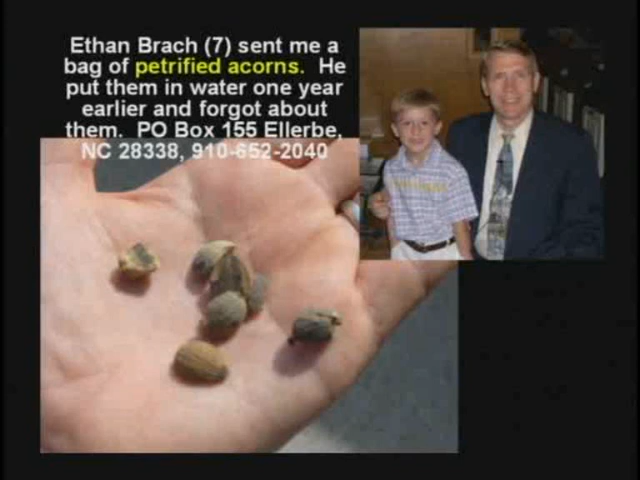 Ethan Brach (7) sent me a
bag of petrified acorns. He
put them in water one year
earlier and forgot about
them. PO Box 155 Ellerbe,
NC 28338, 910-652-2040